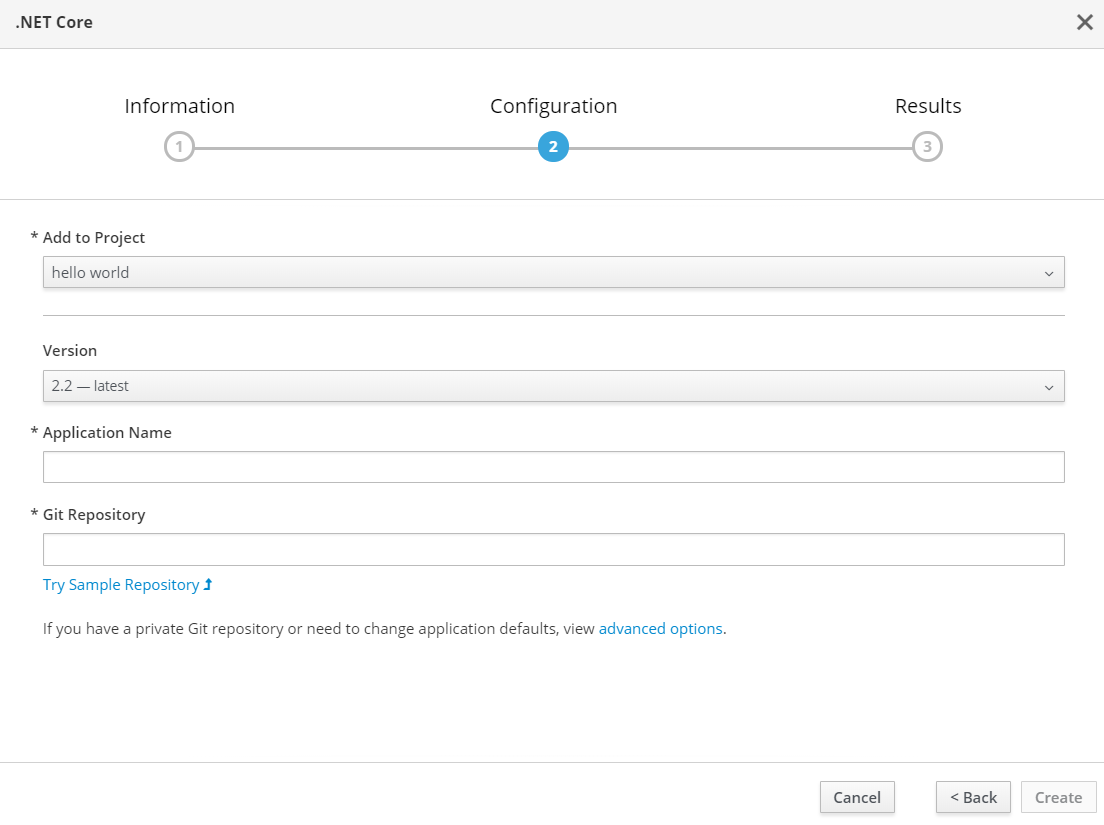 .NET Core
Information Configuration Results
1 2 3
* Add to Project
hello world
Version
2.2 — latest
* Application Name
* Git Repository
Try Sample Repository
If you have a private Git repository or need to change application defaults, view advanced options.
Cancel < Back Create